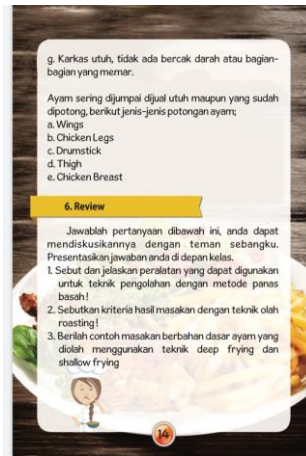 g. Karkas utuh, tidak ada bercak darah atau bagian-
bagian yang memar.
Ayam sering dijumpai dijual utuh maupun yang sudah
dipotong, berikut jenis-jenis potongan ayam;
a. Wings
b. Chicken Legs
c. Drumstick
d. Thigh
e. Chicken Breast
6. Review
Jawablah pertanyaan dibawah ini, anda dapat
mendiskusikannya dengan teman sebangku.
Presentasikan jawaban anda di depan kelas.
1. Sebut dan jelaskan peralatan yang dapat digunakan
untuk teknik pengolahan dengan metode panas
basah!
2. Sebutkan kriteria hasil masakan dengan teknik olah
roasting!
3. Berilah contoh masakan berbahan dasar ayam yang
diolah menggunakan teknik deep frying dan
shallow frying
14